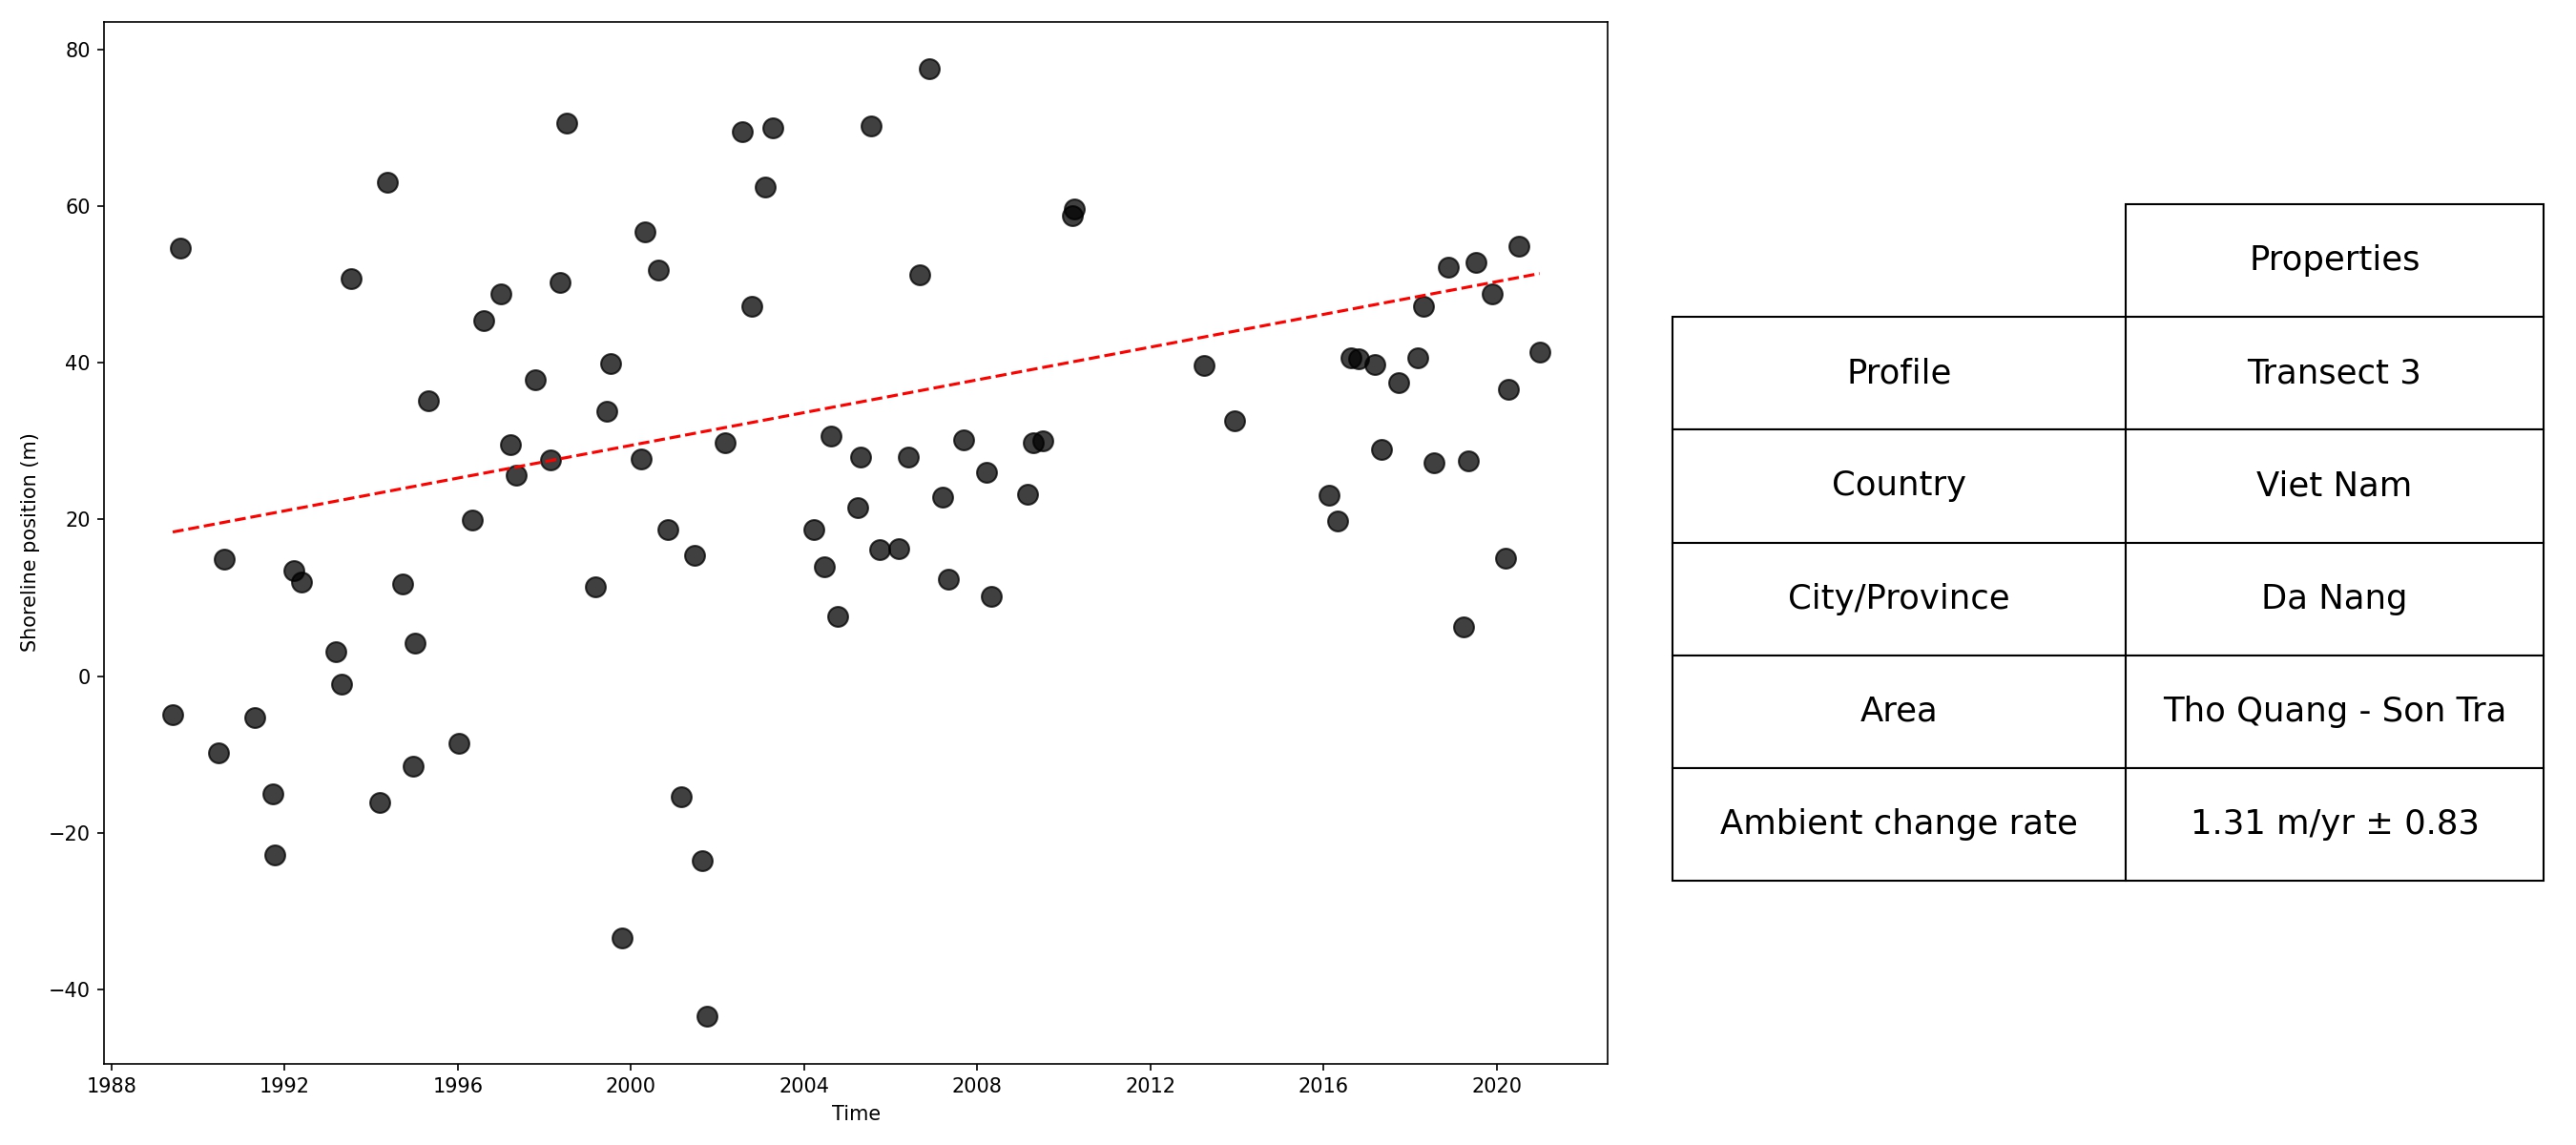 80
60
40
20
0
−20
−40
Shoreline position (m)
1988 1992 1996 2000 2004 2008 2012 2016 2020
Time
Properties
Profile Transect 3
Country Viet Nam
City/Province Da Nang
Area Tho Quang - Son Tra
Ambient change rate 1.31 m/yr ± 0.83